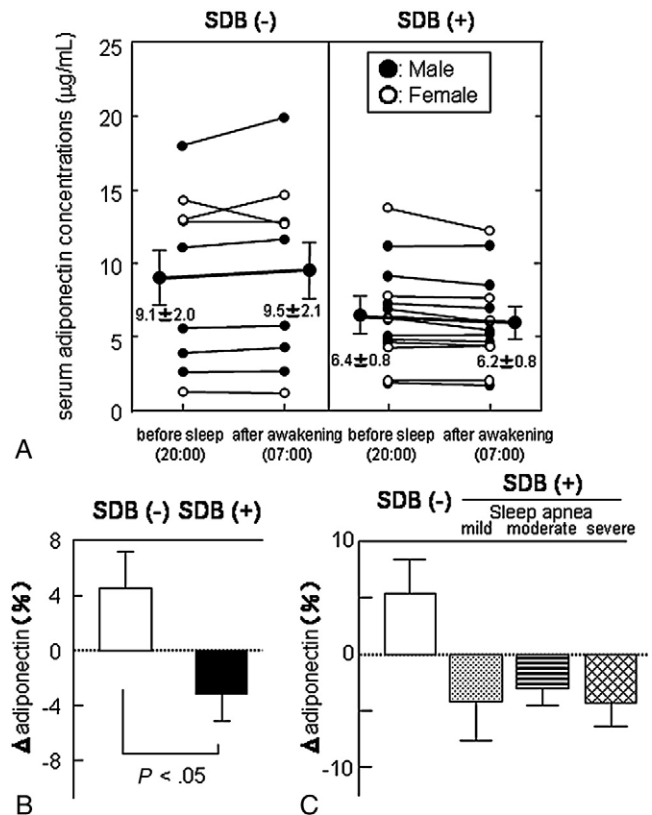 SDB (-) SDB (+)
serum adiponectin concentrations (µg/mL)
25
20
15
10
5
0
●: Male
○: Female
9.1±2.0
9.5±2.1
6.4±0.8
6.2±0.8
before sleep after awakening before sleep after awakening
(20:00) (07:00) (20:00) (07:00)
A
SDB (-) SDB (+)
Δ adiponectin (%)
8
4
0
-4
-8
P < .05
B
SDB (-)
SDB (+)
Sleep apnea
mild moderate severe
Δ adiponectin (%)
10
0
-10
C